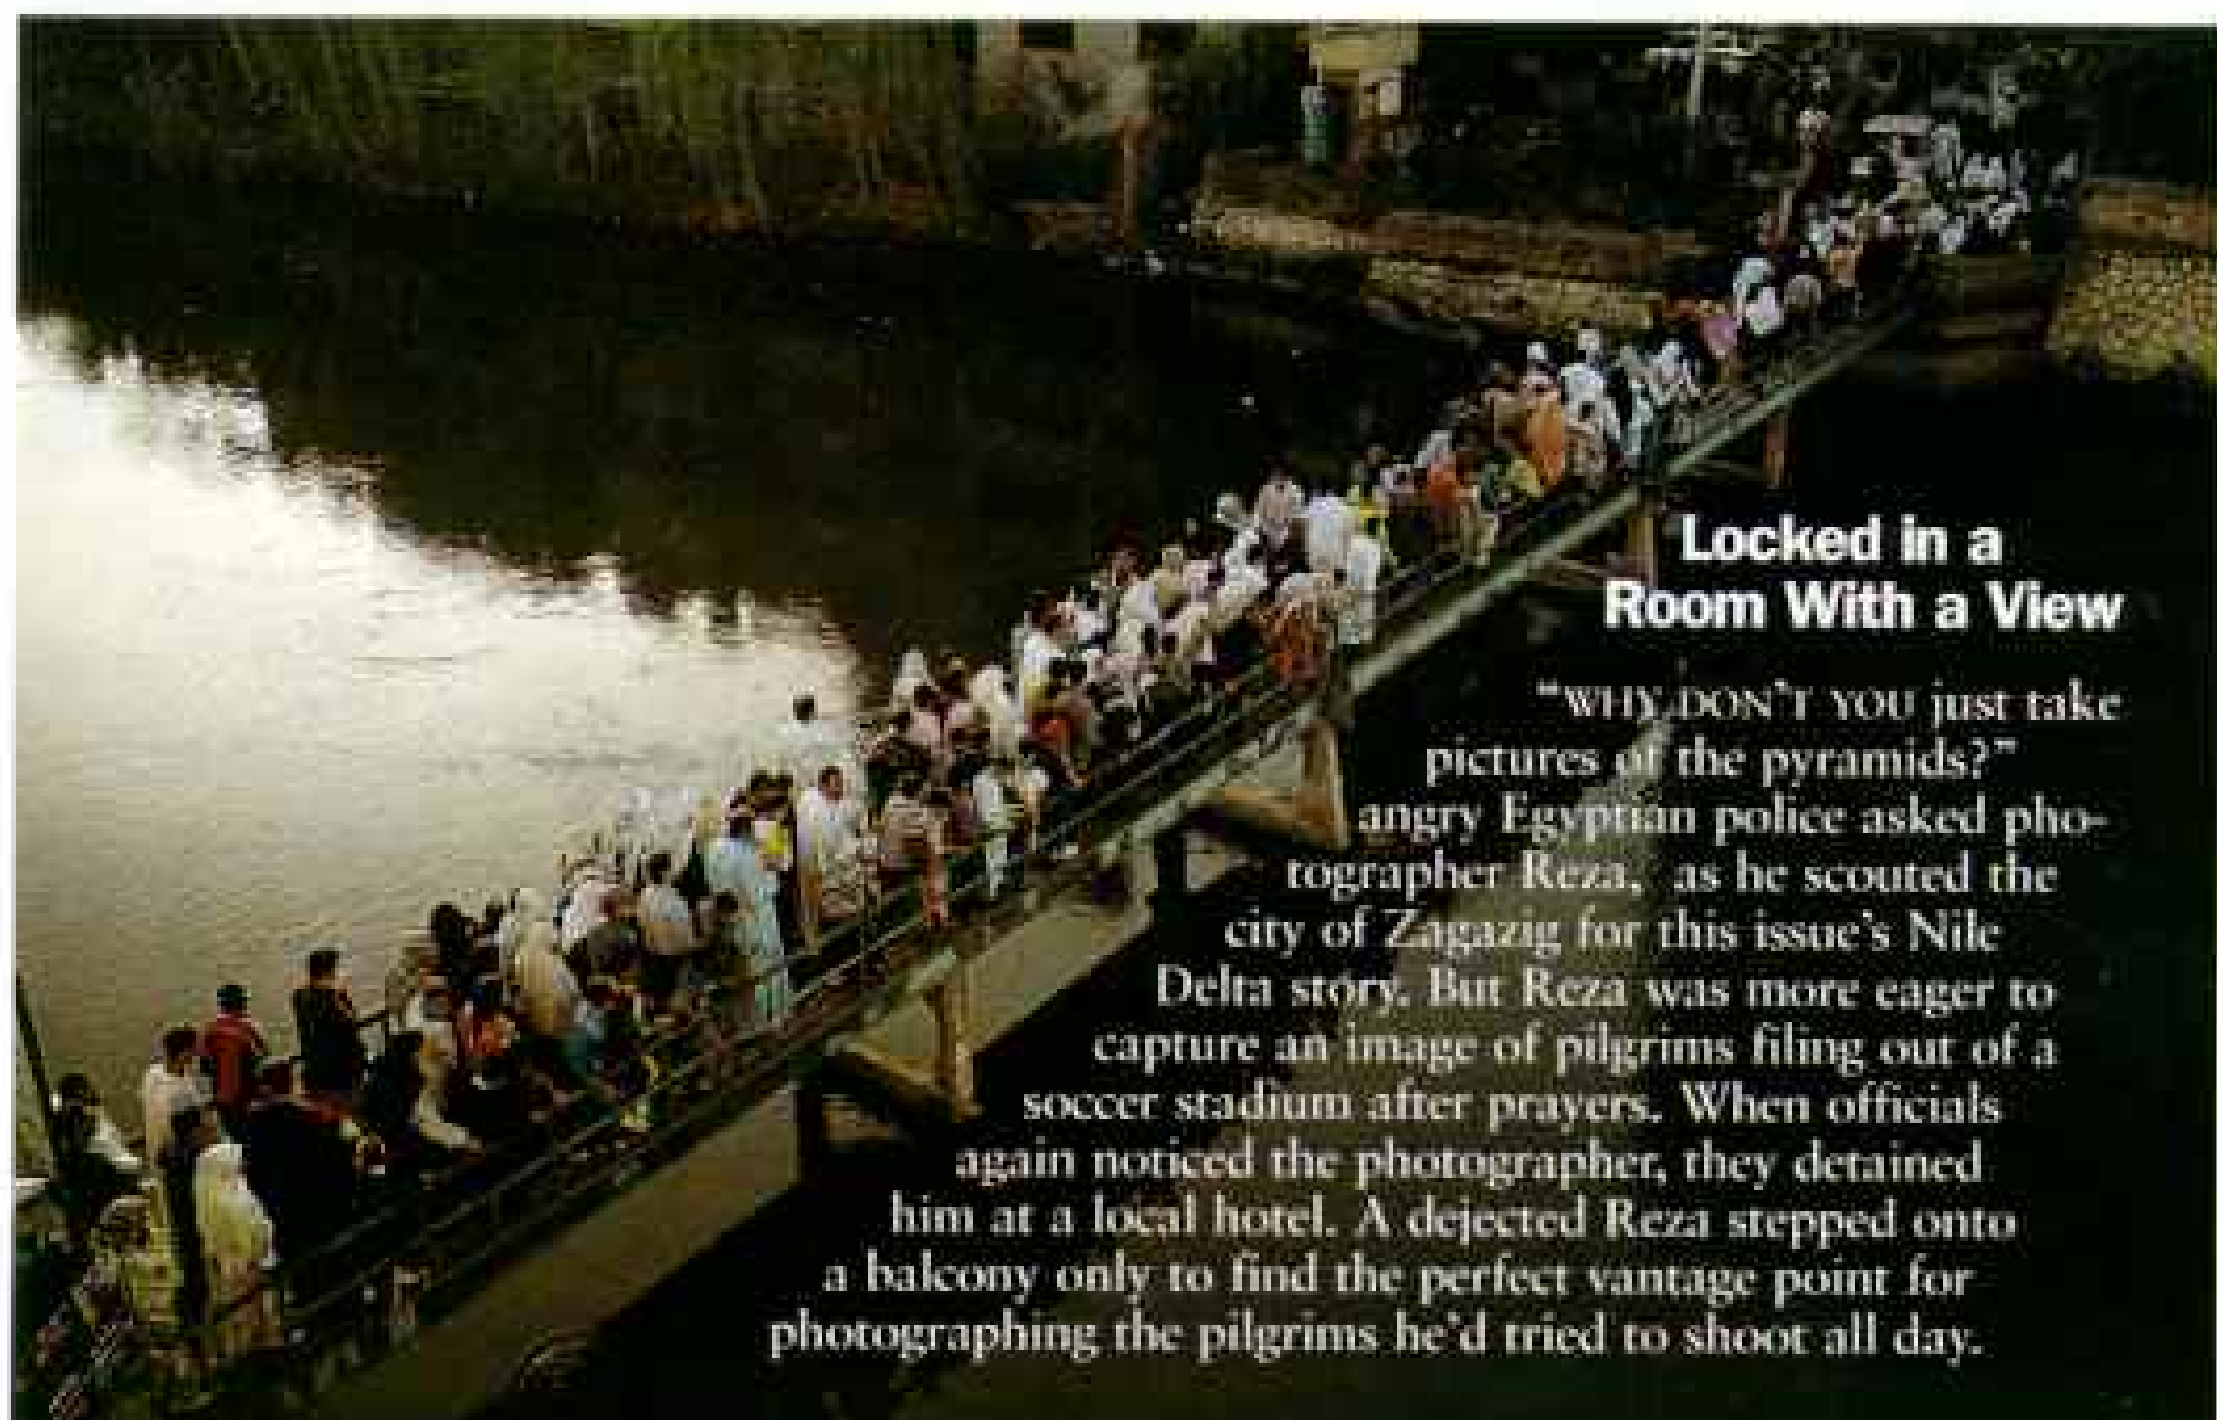 Locked in a
Room With a View
"WHY DON'T YOU just take
pictures of the pyramids?"
angry Egyptian police asked pho-
tographer Reza, as he scouted the
city of Zagazig for this issue's Nile
Delta story. But Reza was more eager to
capture an image of pilgrims filing out of a
soccer stadium after prayers. When officials
again noticed the photographer, they detained
him at a local hotel. A dejected Reza stepped onto
a balcony only to find the perfect vantage point for
photographing the pilgrims he'd tried to shoot all day.